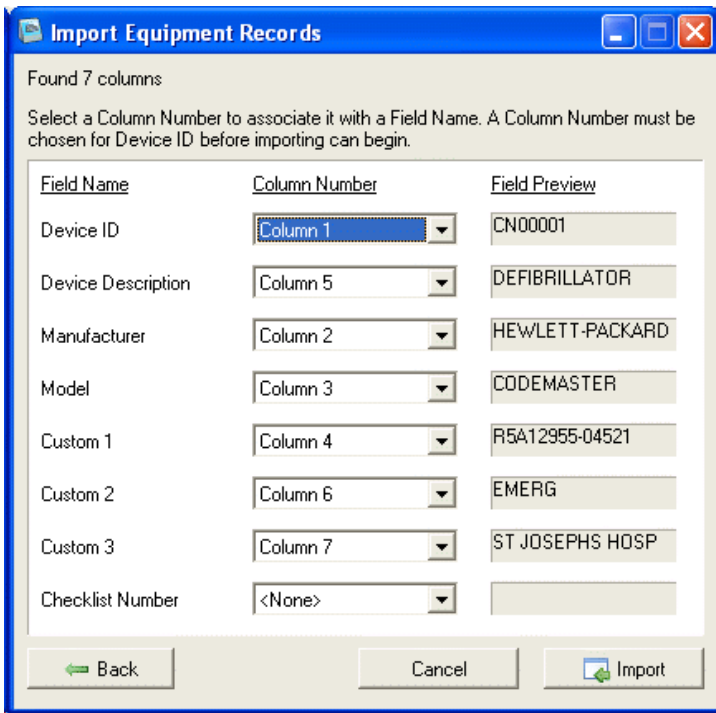 Import Equipment Records
Found 7 columns
Select a Column Number to associate it with a Field Name. A Column Number must be
chosen for Device ID before importing can begin.
Field Name Column Number Field Preview
Device ID Column 1 CN00001
Device Description Column 5 DEFIBRILLATOR
Manufacturer Column 2 HEWLETT-PACKARD
Model Column 3 CODEMASTER
Custom 1 Column 4 R5A12955-04521
Custom 2 Column 6 EMERG
Custom 3 Column 7 ST JOSEPHS HOSP
Checklist Number <None>
Back Cancel Import